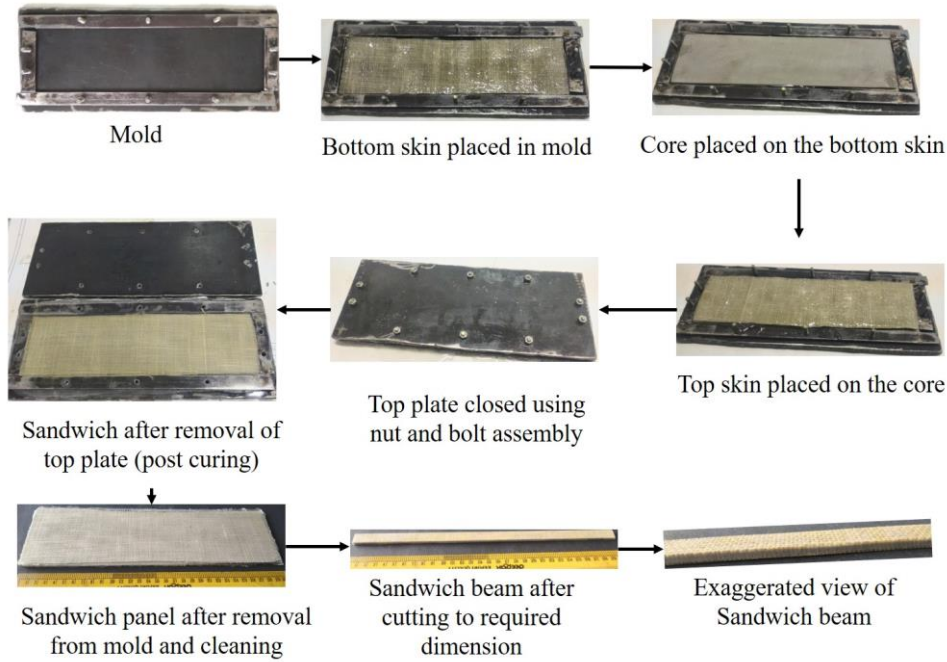 Mold
Bottom skin placed in mold
Core placed on the bottom skin
Top skin placed on the core
Top plate closed using
nut and bolt assembly
Sandwich after removal of
top plate (post curing)
Sandwich panel after removal
from mold and cleaning
Sandwich beam after
cutting to required
dimension
Exaggerated view of
Sandwich beam